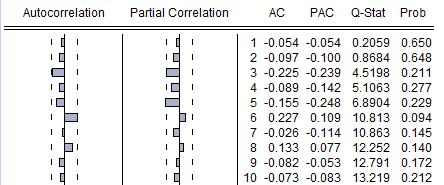 Autocorrelation Partial Correlation AC PAC Q-Stat Prob
1 -0.054 -0.054 0.2059 0.650
2 -0.097 -0.100 0.8684 0.648
3 -0.225 -0.239 4.5198 0.211
4 -0.089 -0.142 5.1063 0.277
5 -0.155 -0.248 6.8904 0.229
6 0.227 0.109 10.813 0.094
7 -0.026 -0.114 10.863 0.145
8 0.133 0.077 12.252 0.140
9 -0.082 -0.053 12.791 0.172
10 -0.073 -0.083 13.219 0.212